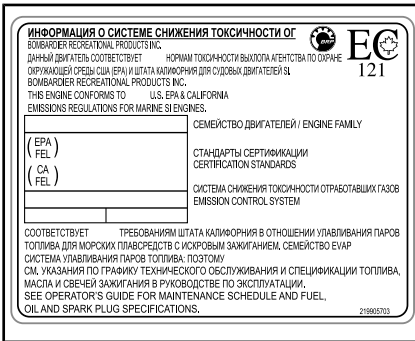 ИНФОРМАЦИЯ О СИСТЕМЕ СНИЖЕНИЯ ТОКСИЧНОСТИ ОГ
BOMBARDIER RECREATIONAL PRODUCTS INC.
ДАННЫЙ ДВИГАТЕЛЬ СООТВЕТСТВУЕТ НОРМАМ ТОКСИЧНОСТИ ВЫХЛОПА АГЕНТСТВА ПО ОХРАНЕ
ОКРУЖАЮЩЕЙ СРЕДЫ США (EPA) И ШТАТА КАЛИФОРНИЯ ДЛЯ СУДОВЫХ ДВИГАТЕЛЕЙ SI.
BOMBARDIER RECREATIONAL PRODUCTS INC.
THIS ENGINE CONFORMS TO U.S. EPA & CALIFORNIA
EMISSIONS REGULATIONS FOR MARINE SI ENGINES.
BRP
EC
121
СЕМЕЙСТВО ДВИГАТЕЛЕЙ / ENGINE FAMILY
(EPA FEL)
(CA FEL)
СТАНДАРТЫ СЕРТИФИКАЦИИ
CERTIFICATION STANDARDS
СИСТЕМА СНИЖЕНИЯ ТОКСИЧНОСТИ ОТРАБОТАВШИХ ГАЗОВ
EMISSION CONTROL SYSTEM
СООТВЕТСТВУЕТ ТРЕБОВАНИЯМ ШТАТА КАЛИФОРНИЯ В ОТНОШЕНИИ УЛАВЛИВАНИЯ ПАРОВ
ТОПЛИВА ДЛЯ МОРСКИХ ПЛАВСРЕДСТВ С ИСКРОВЫМ ЗАЖИГАНИЕМ. СЕМЕЙСТВО EVAP
СИСТЕМА УЛАВЛИВАНИЯ ПАРОВ ТОПЛИВА: ПОЭТОМУ
СМ. УКАЗАНИЯ ПО ГРАФИКУ ТЕХНИЧЕСКОГО ОБСЛУЖИВАНИЯ И СПЕЦИФИКАЦИИ ТОПЛИВА,
МАСЛА И СВЕЧЕЙ ЗАЖИГАНИЯ В РУКОВОДСТВЕ ПО ЭКСПЛУАТАЦИИ.
SEE OPERATOR'S GUIDE FOR MAINTENANCE SCHEDULE AND FUEL,
OIL AND SPARK PLUG SPECIFICATIONS.
219905703